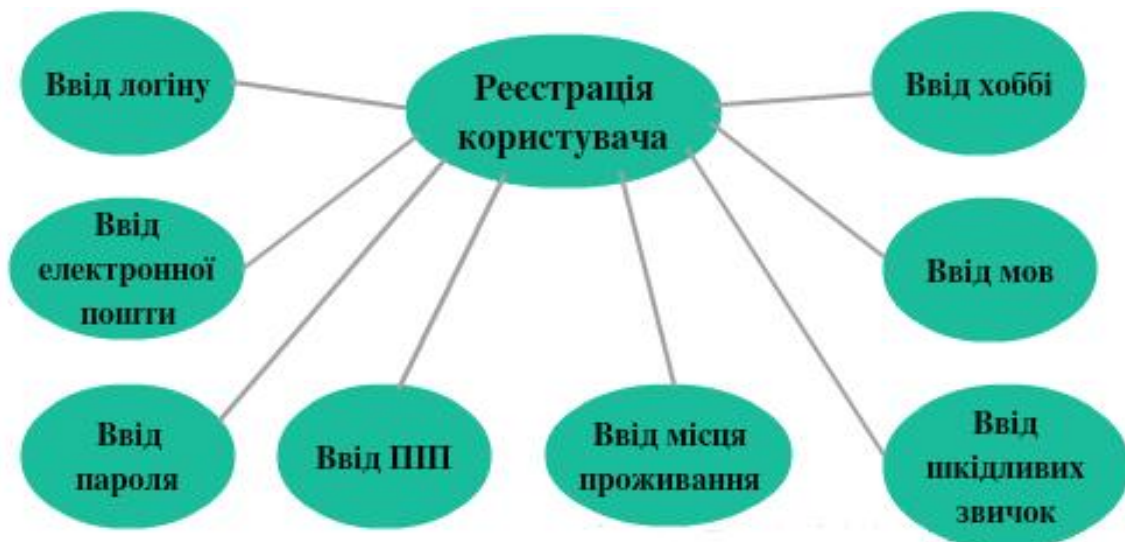 Ввід логіну
Реєстрація
користувача
Ввід хоббі
Ввід
електронної
пошти
Ввід мов
Ввід
пароля
Ввід ПІП
Ввід місця
проживання
Ввід
шкідливих
звичок